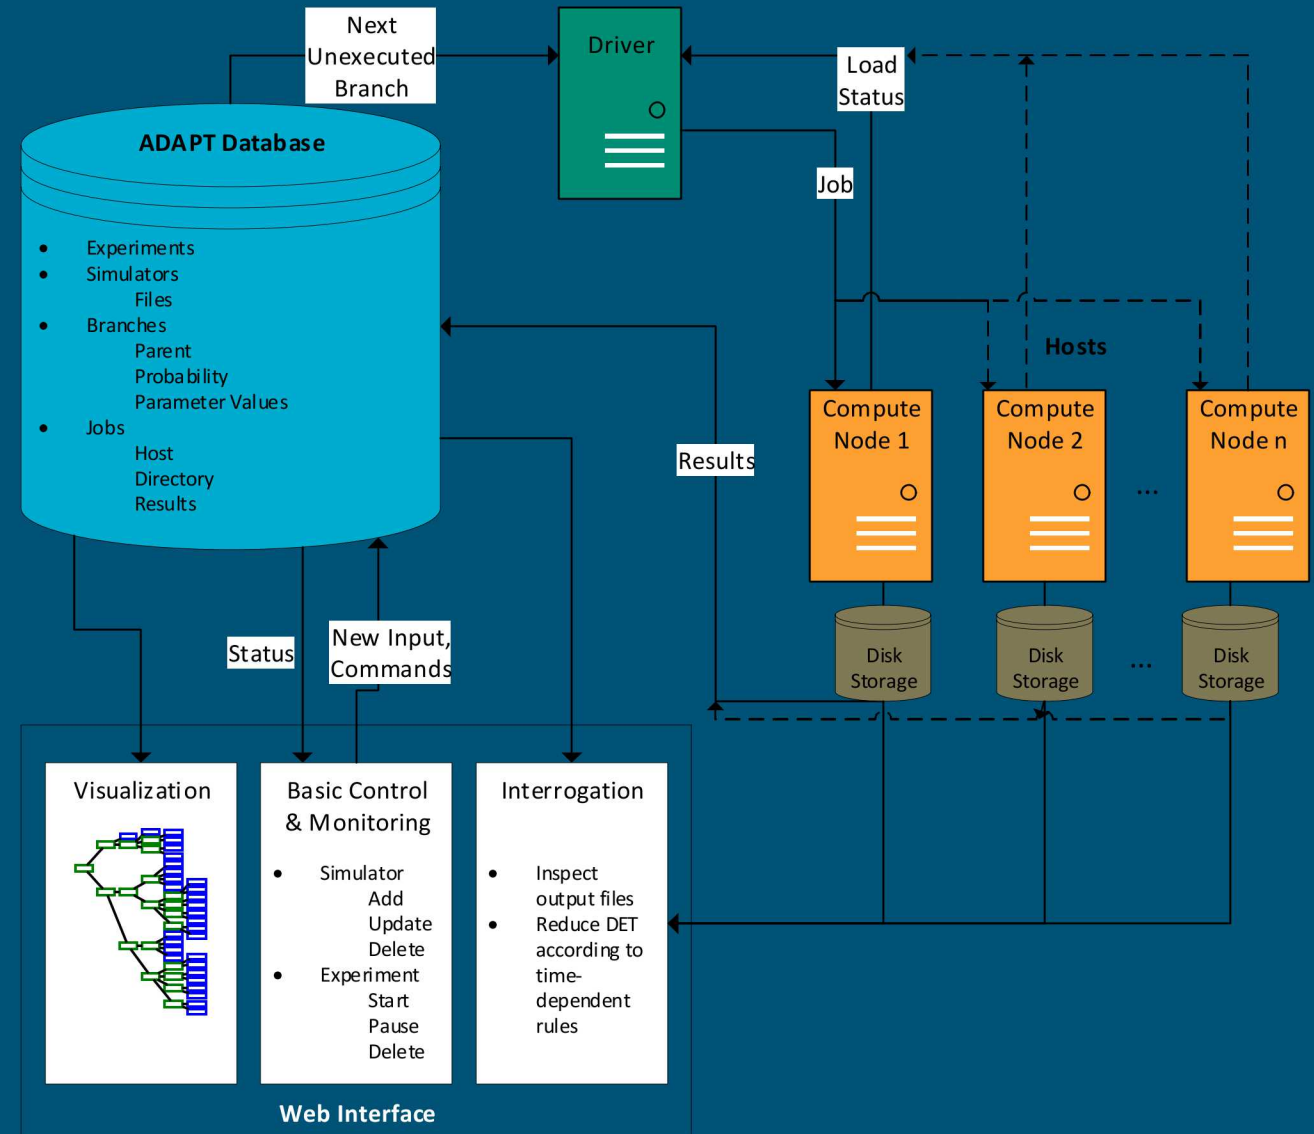 Next
Unexecuted
Branch
Driver
Load
Status
ADAPT Database
Job
• Experiments
• Simulators
Files
• Branches
Parent
Probability
Parameter Values
• Jobs
Host
Directory
Results
Hosts
Compute
Node 1
Compute
Node 2
...
Compute
Node n
Results
Disk
Storage
Disk
Storage
...
Disk
Storage
Status
New Input,
Commands
Visualization
Basic Control
& Monitoring
• Simulator
Add
Update
Delete
• Experiment
Start
Pause
Delete
Interrogation
• Inspect
output files
• Reduce DET
according to
time-
dependent
rules
Web Interface